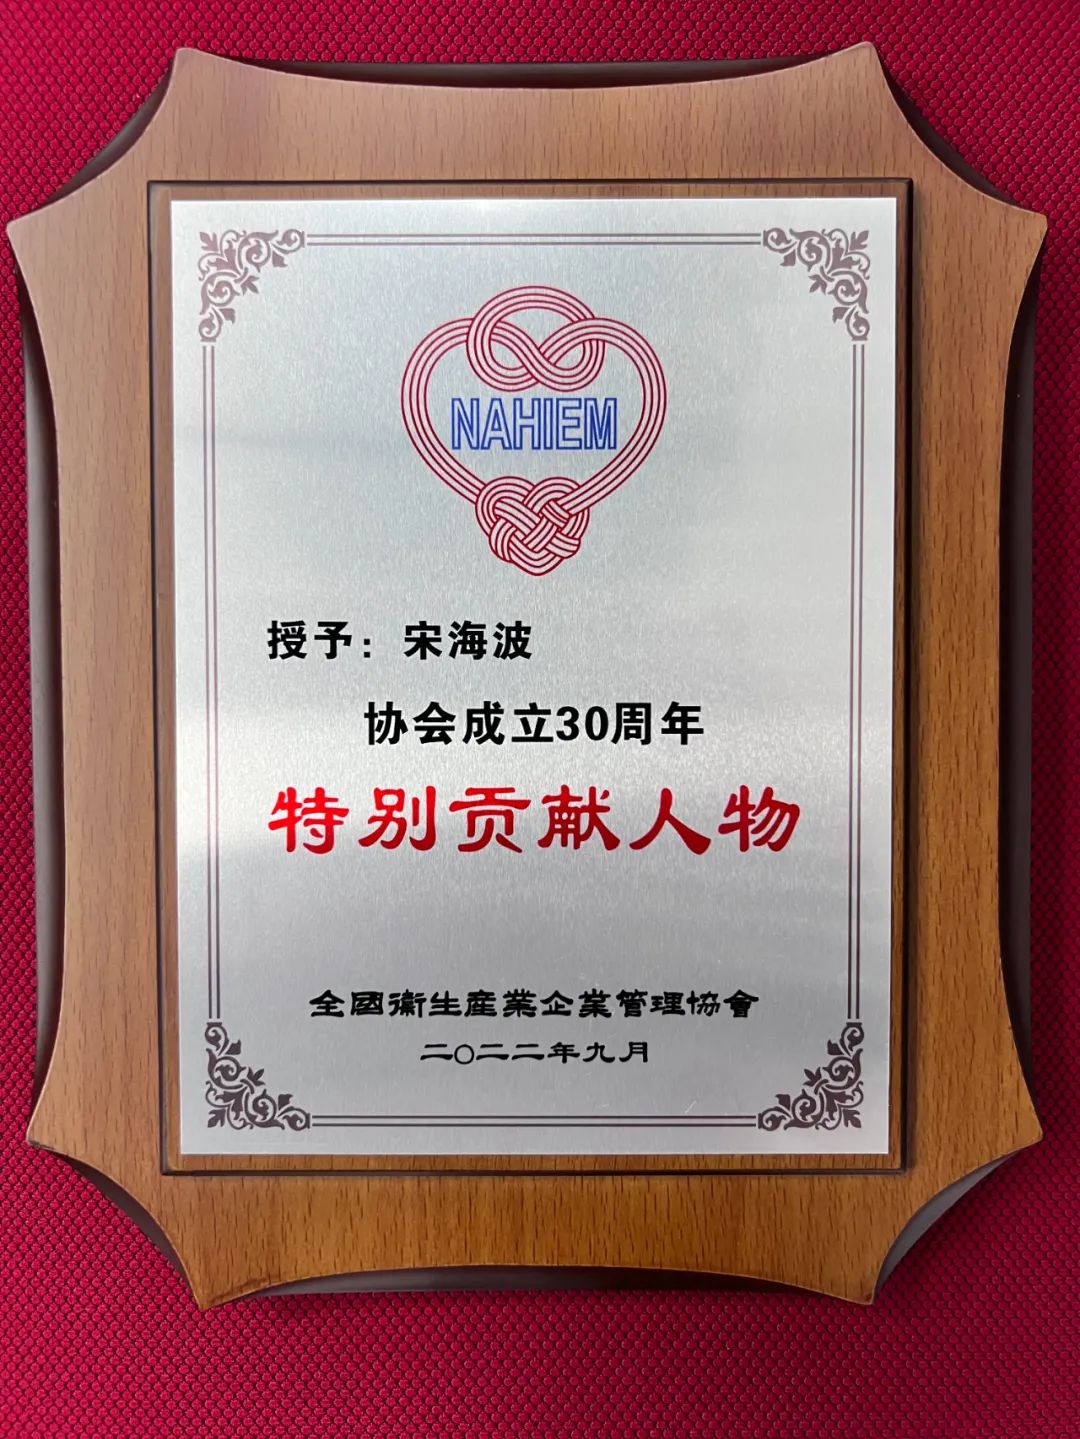 NAHIEM
授予：宋海波
协会成立30周年
特别贡献人物
全國衛生産業企業管理協會
二〇二二年九月